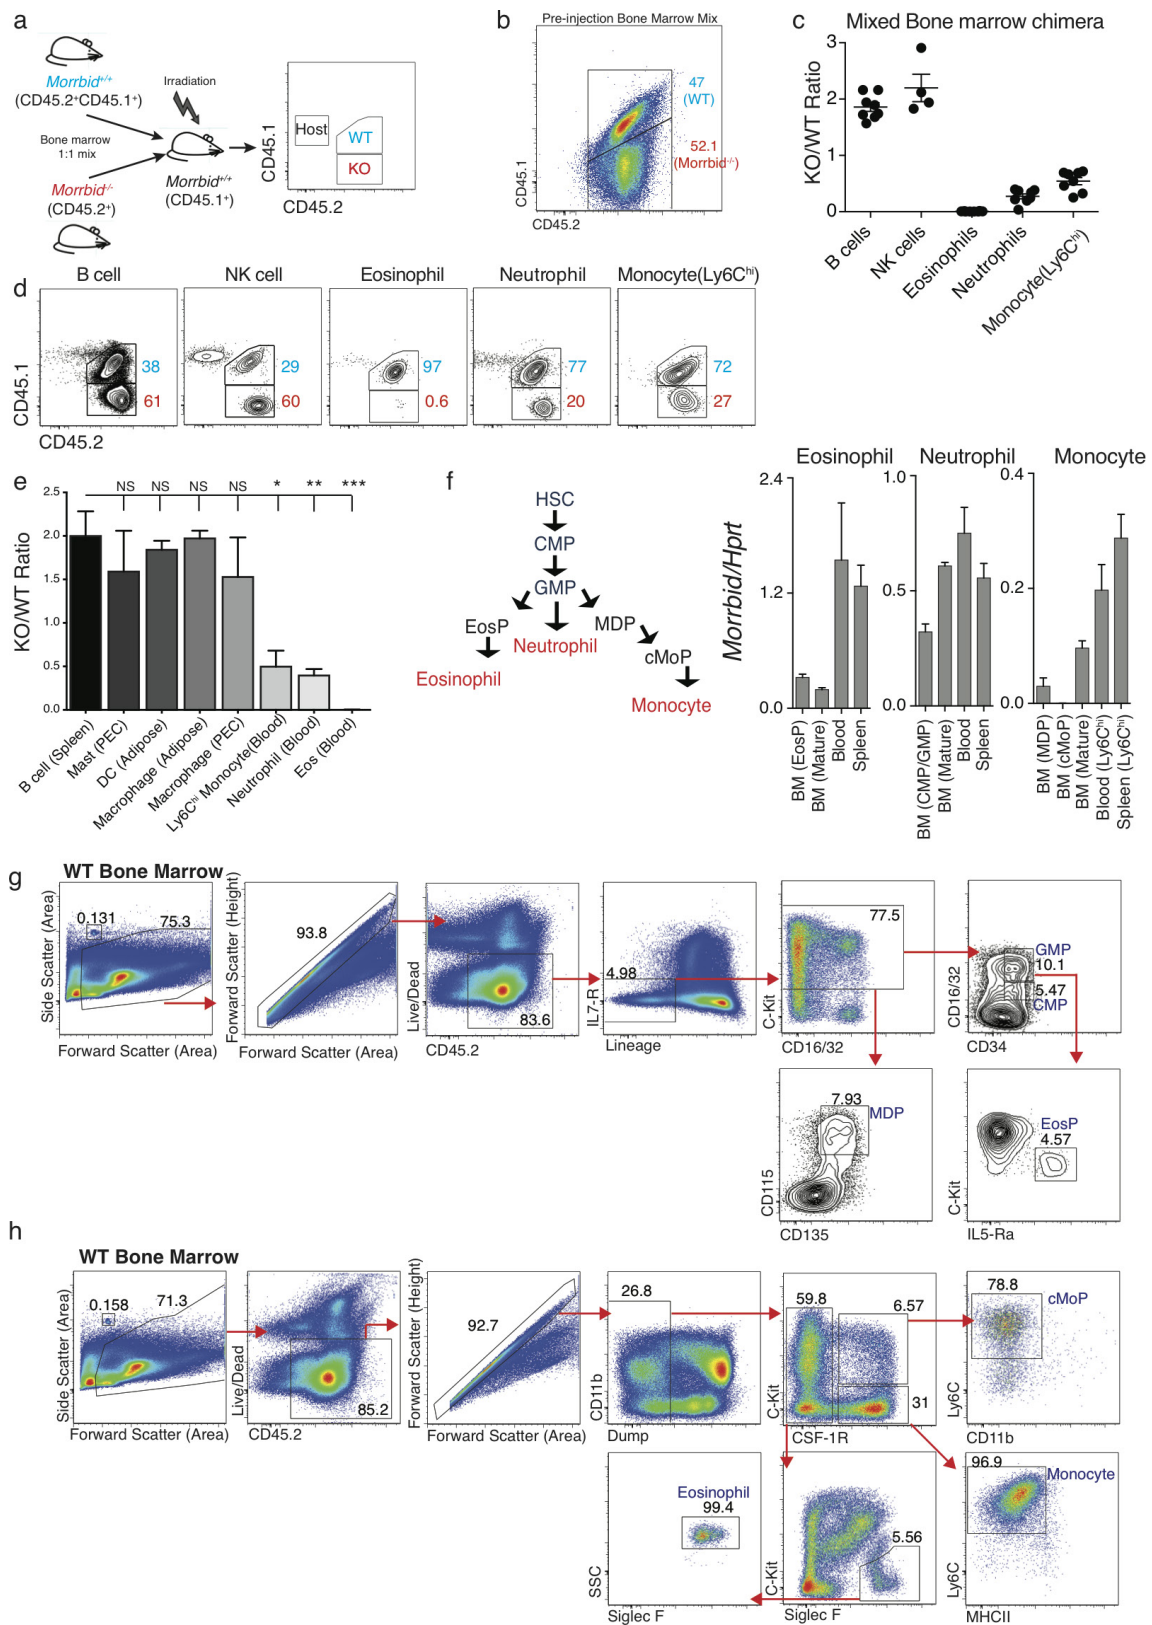 a
Morrbid+/+
(CD45.2+CD45.1+)
Bone marrow
1:1 mix
Morrbid-/-
(CD45.2+)
Irradiation
Morrbid+/+
(CD45.1+)
CD45.1
Host
WT
KO
CD45.2
b
Pre-injection Bone Marrow Mix
47
(WT)
52.1
(Morrbid-/-)
CD45.1
CD45.2
c
Mixed Bone marrow chimera
KO/WT Ratio
3
2
1
0
B cells
NK cells
Eosinophils
Neutrophils
Monocyte(Ly6Chi)
d
B cell
NK cell
Eosinophil
Neutrophil
Monocyte(Ly6Chi)
CD45.1
38
61
29
60
97
0.6
77
20
72
27
CD45.2
e
KO/WT Ratio
2.5
2.0
1.5
1.0
0.5
0.0
NS
NS
NS
NS
*
**
***
B cell (Spleen)
Mast (PEC)
DC (Adipose)
Macrophage (Adipose)
Macrophage (PEC)
Ly6Chi Monocyte(Blood)
Neutrophil (Blood)
Eos (Blood)
f
HSC
CMP
GMP
EosP
MDP
Neutrophil
cMoP
Eosinophil
Monocyte
Morrbid/Hprt
Eosinophil
2.4
1.2
0.0
BM (EosP)
BM (Mature)
Blood
Spleen
Neutrophil
1.0
0.5
0.0
BM (CMP/GMP)
BM (Mature)
Blood
Spleen
Monocyte
0.4
0.2
0.0
BM (MDP)
BM (cMoP)
BM (Mature)
Blood (Ly6Chi)
Spleen (Ly6Chi)
g
WT Bone Marrow
Side Scatter (Area)
0.131
75.3
Forward Scatter (Area)
Forward Scatter (Height)
93.8
Forward Scatter (Area)
Live/Dead
83.6
CD45.2
IL7-R
4.98
Lineage
C-Kit
77.5
CD16/32
CD16/32
GMP
10.1
5.47
CMP
CD34
CD115
7.93
MDP
CD135
C-Kit
EosP
4.57
IL5-Ra
h
WT Bone Marrow
Side Scatter (Area)
0.158
71.3
Forward Scatter (Area)
Live/Dead
85.2
CD45.2
Forward Scatter (Height)
92.7
Forward Scatter (Area)
CD11b
26.8
Dump
C-Kit
59.8
6.57
31
CSF-1R
Ly6C
78.8
cMoP
CD11b
SSC
Eosinophil
99.4
Siglec F
C-Kit
5.56
Siglec F
Ly6C
96.9
Monocyte
MHCII